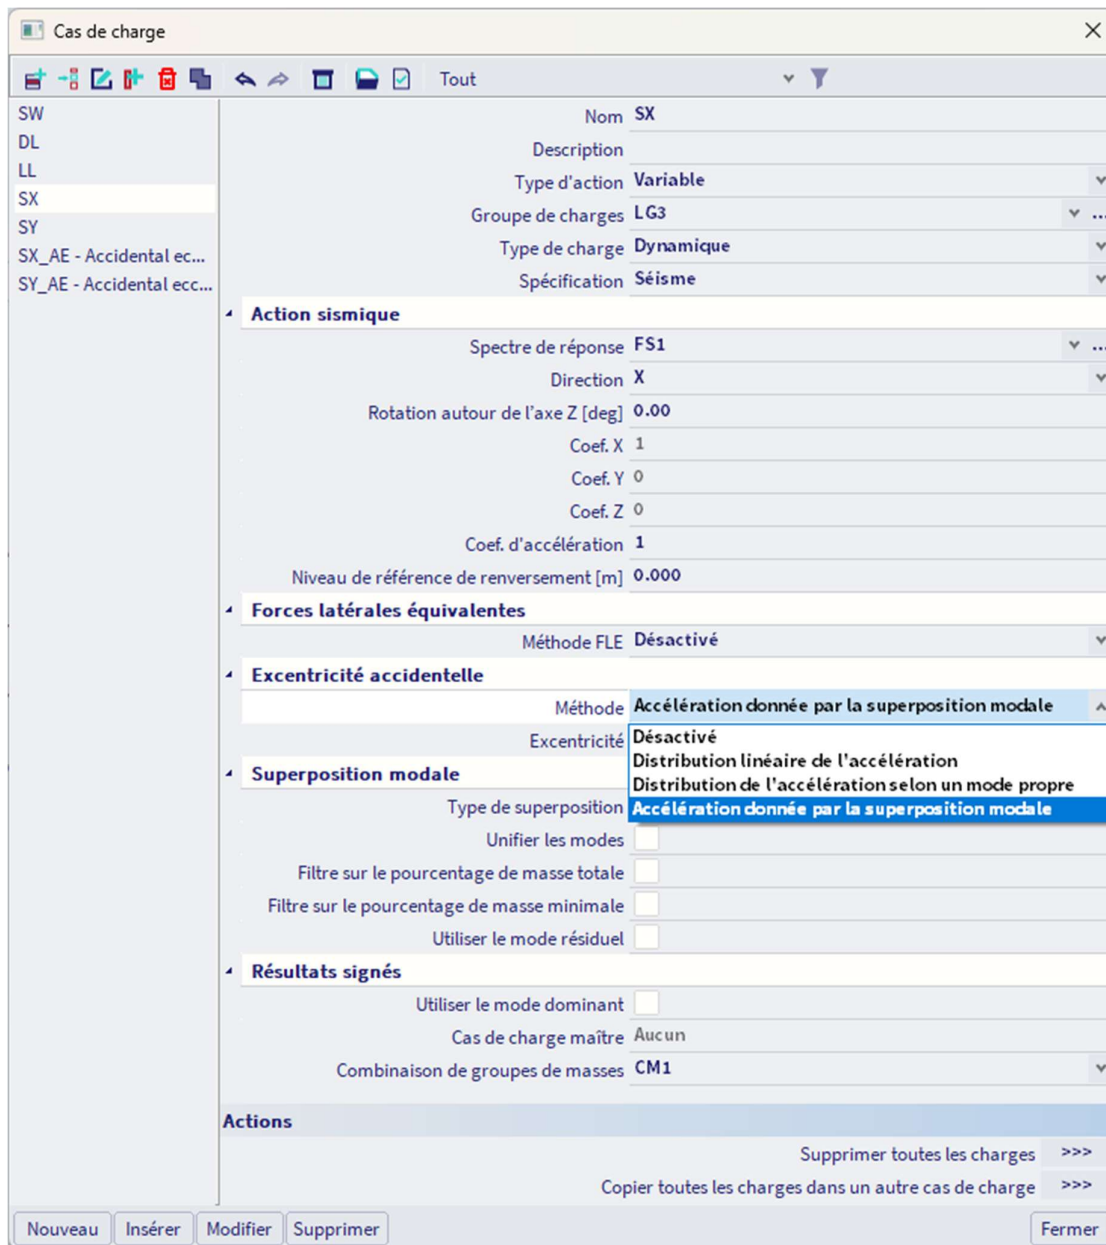 Cas de charge
Tout
SW
DL
LL
SX
SY
SX_AE - Accidental ec...
SY_AE - Accidental ecc...
Nom SX
Description
Type d'action Variable
Groupe de charges LG3 ...
Type de charge Dynamique
Spécification Séisme
Action sismique
Spectre de réponse FS1 ...
Direction X
Rotation autour de l'axe Z [deg] 0.00
Coef. X 1
Coef. Y 0
Coef. Z 0
Coef. d'accélération 1
Niveau de référence de renversement [m] 0.000
Forces latérales équivalentes
Méthode FLE Désactivé
Excentricité accidentelle
Méthode Accélération donnée par la superposition modale
Excentricité
Désactivé
Distribution linéaire de l'accélération
Distribution de l'accélération selon un mode propre
Accélération donnée par la superposition modale
Superposition modale
Type de superposition
Unifier les modes
Filtre sur le pourcentage de masse totale
Filtre sur le pourcentage de masse minimale
Utiliser le mode résiduel
Résultats signés
Utiliser le mode dominant
Cas de charge maître Aucun
Combinaison de groupes de masses CM1
Actions
Supprimer toutes les charges >>>
Copier toutes les charges dans un autre cas de charge >>>
Nouveau Insérer Modifier Supprimer Fermer